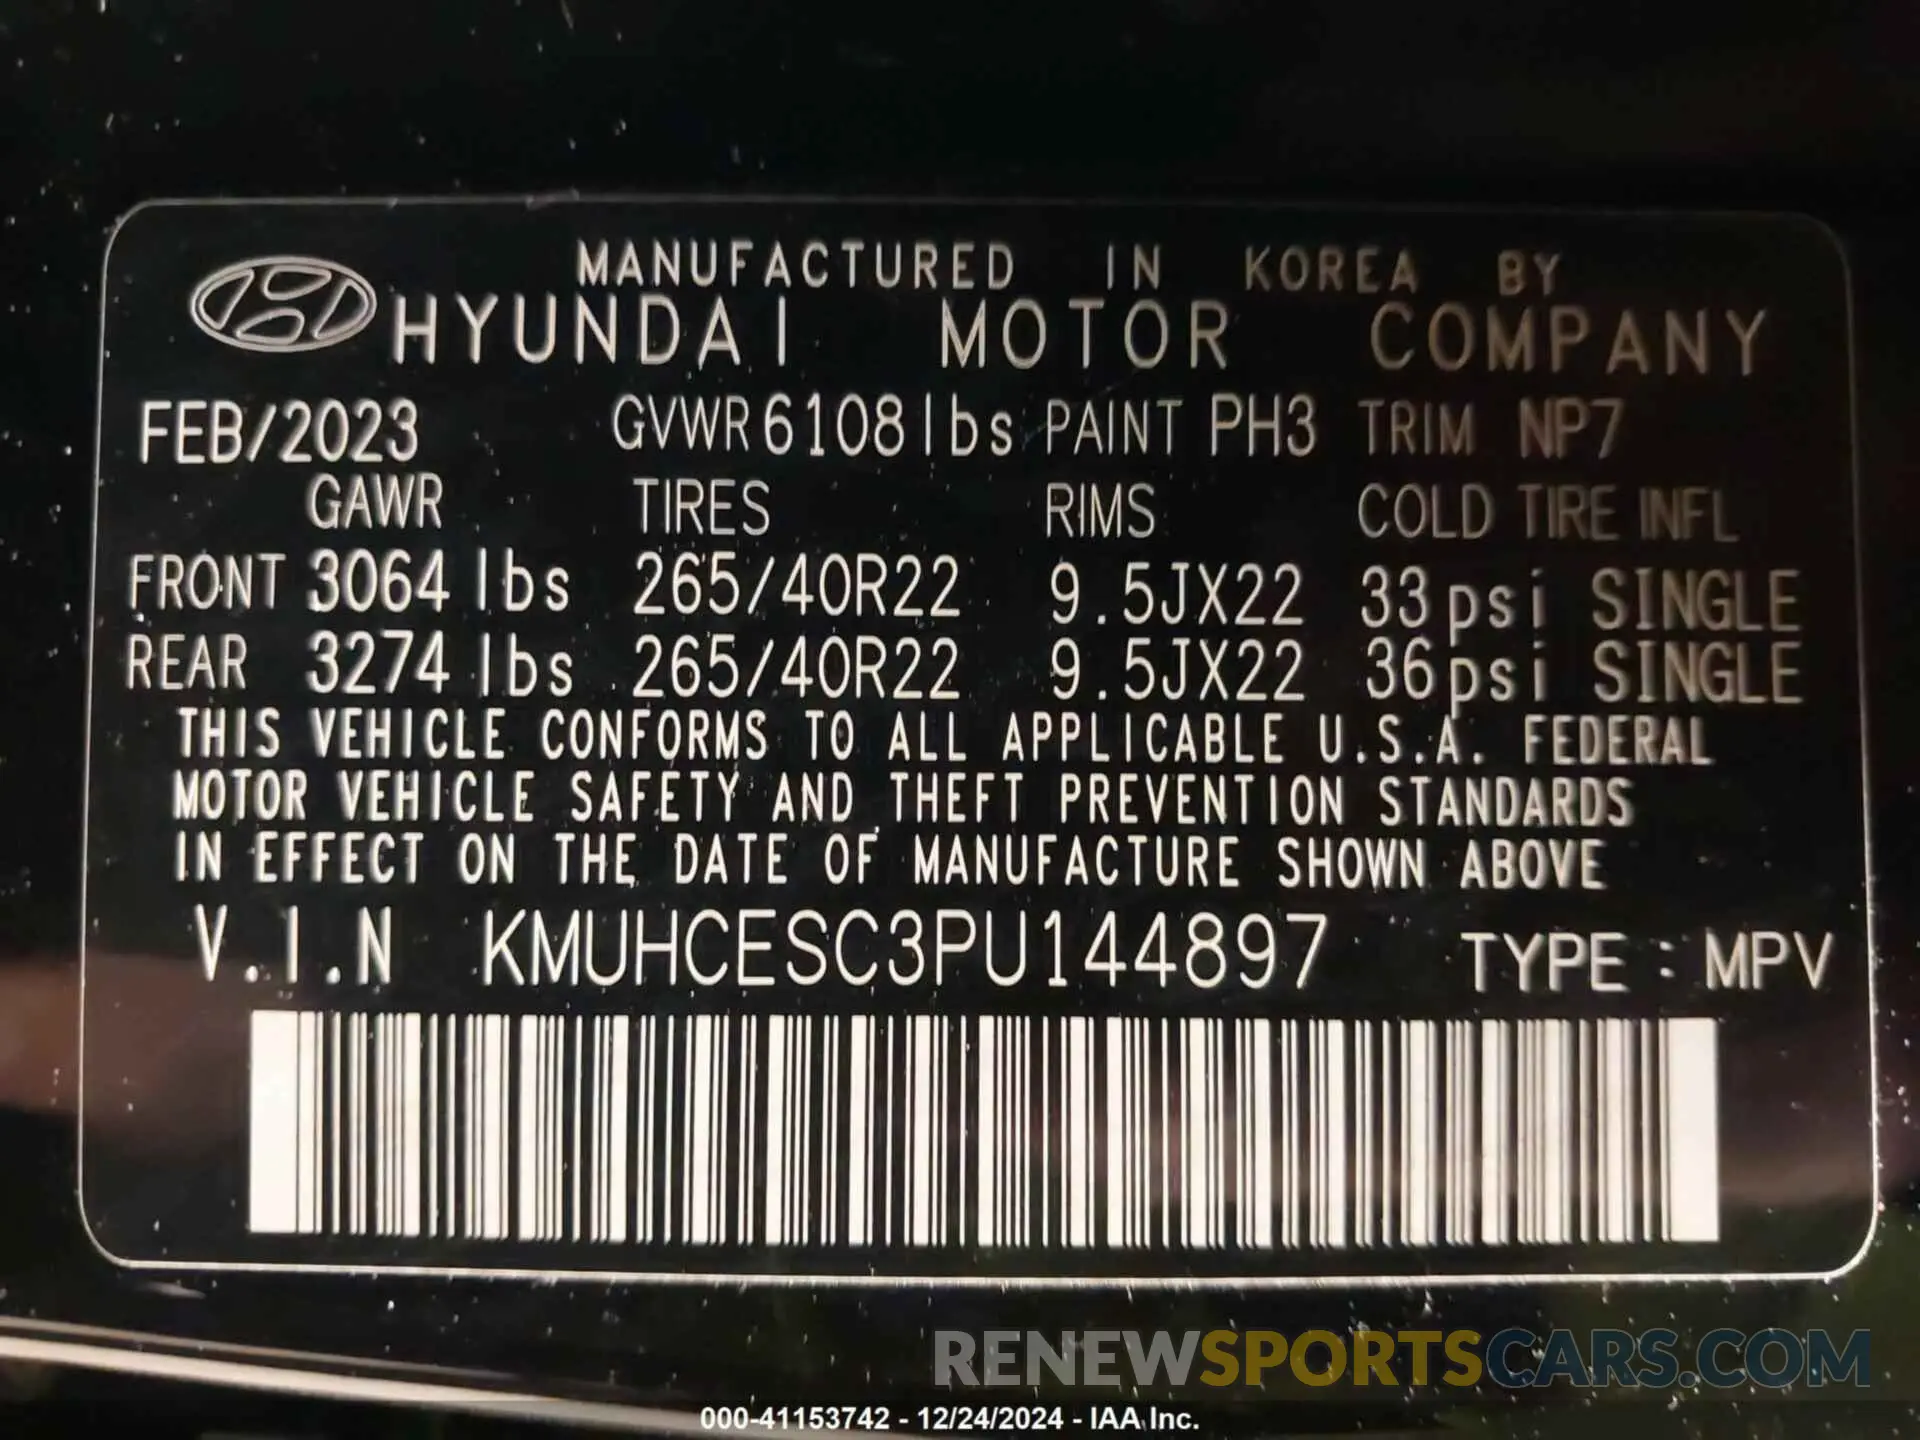 MANUFACTURED IN KOREA BY
HYUNDAI MOTOR COMPANY
FEB/2023 GVWR 6108 lbs PAINT PH3 TRIM NP7
GAWR TIRES RIMS COLD TIRE INFL
FRONT 3064 lbs 265/40R22 9.5JX22 33psi SINGLE
REAR 3274 lbs 265/40R22 9.5JX22 36psi SINGLE
THIS VEHICLE CONFORMS TO ALL APPLICABLE U.S.A. FEDERAL
MOTOR VEHICLE SAFETY AND THEFT PREVENTION STANDARDS
IN EFFECT ON THE DATE OF MANUFACTURE SHOWN ABOVE
V.I.N KMUHCESC3PU144897 TYPE : MPV
RENEWSPORTSCARS.COM
000-41153742 - 12/24/2024 - IAA Inc.